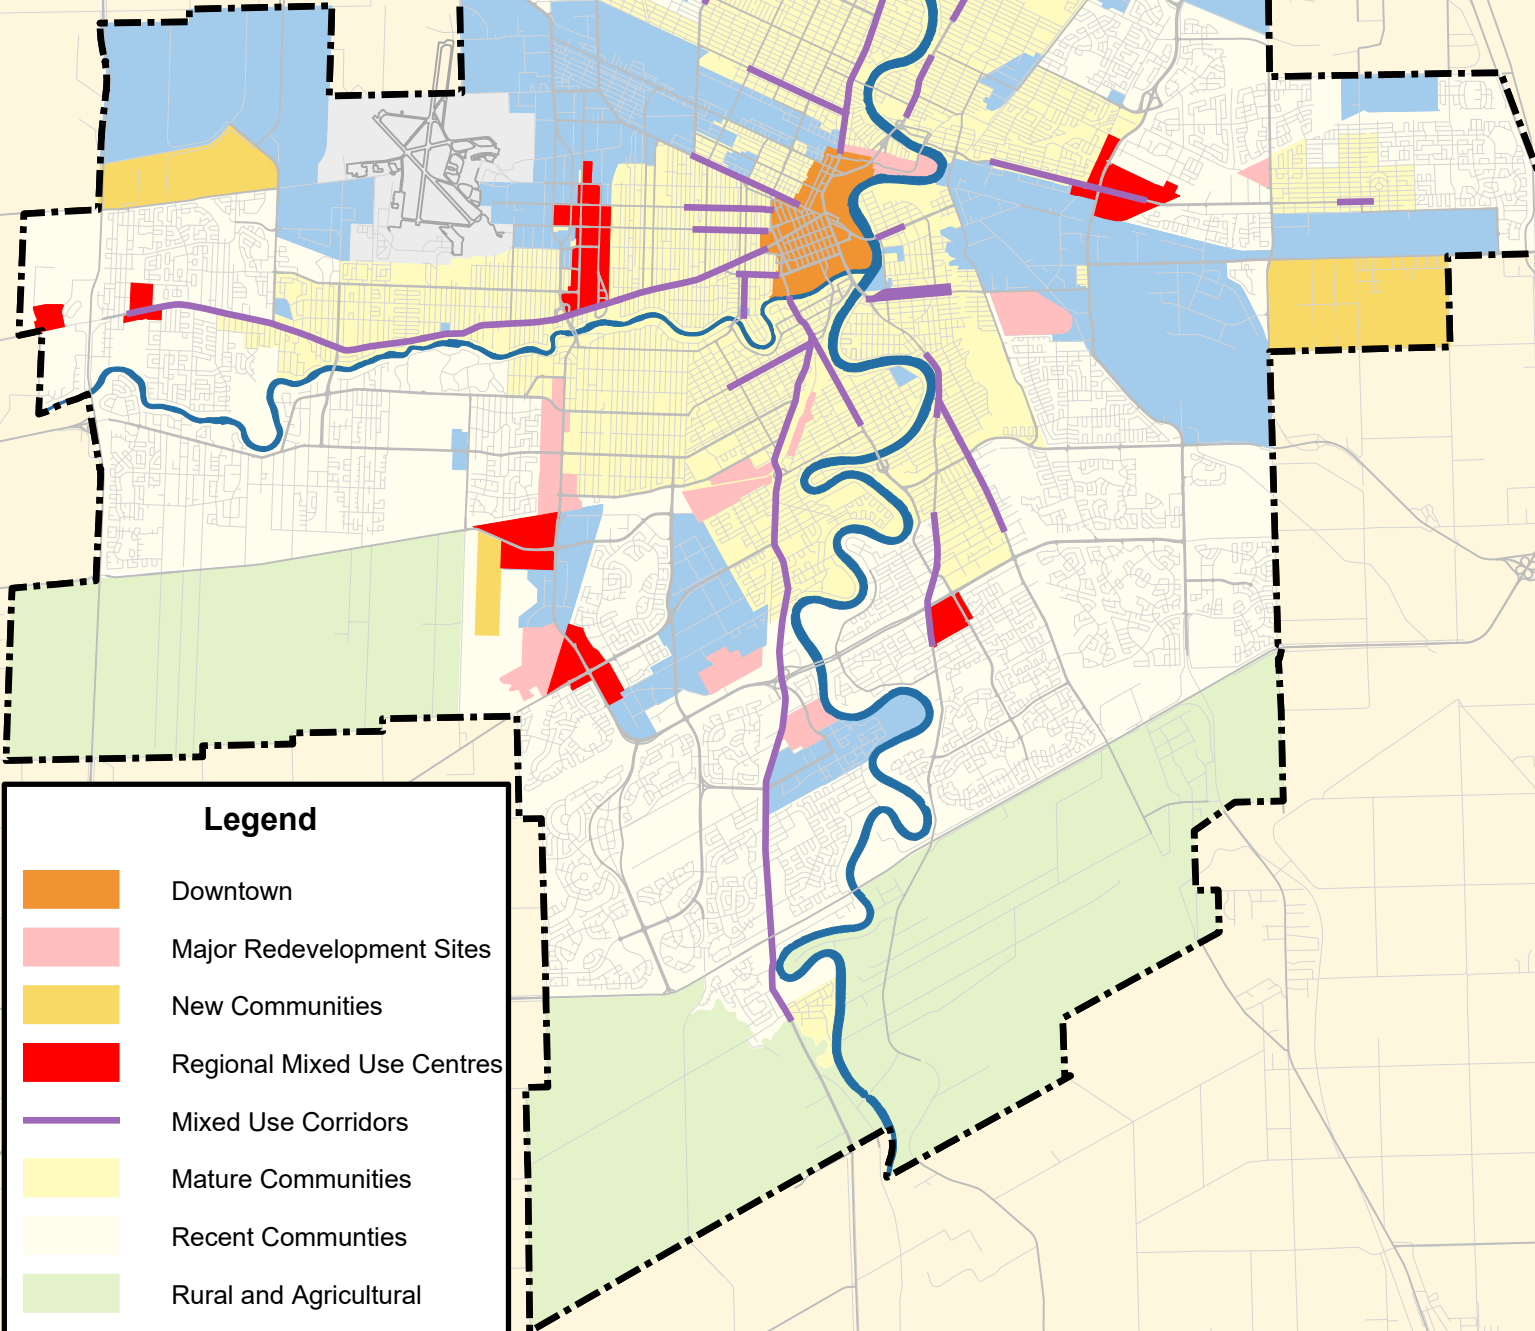 Legend
Downtown
Major Redevelopment Sites
New Communities
Regional Mixed Use Centres
Mixed Use Corridors
Mature Communities
Recent Communties
Rural and Agricultural